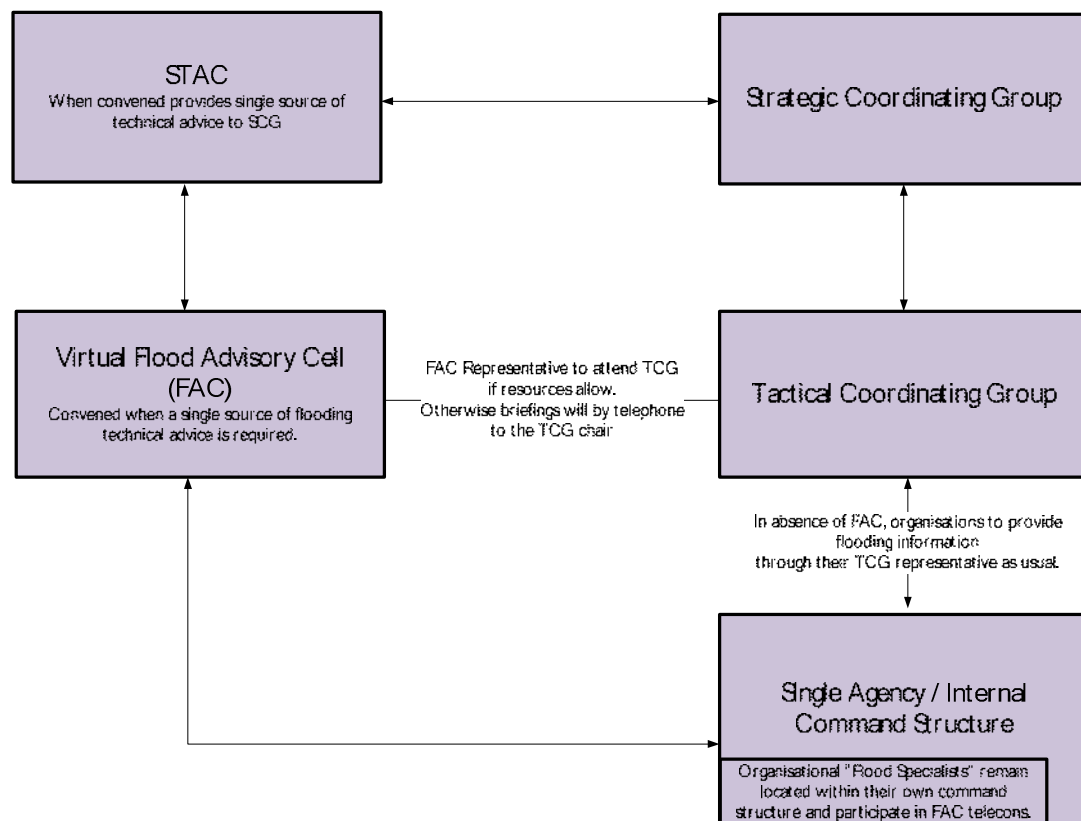 STAC
When convened provides single source of
technical advice to SCG
Strategic Coordinating Group
Virtual Flood Advisory Cell
(FAC)
Convened when a single source of flooding
technical advice is required.
FAC Representative to attend TCG
if resources allow.
Otherwise briefings will by telephone
to the TCG chair
Tactical Coordinating Group
In absence of FAC, organisations to provide
flooding information
through their TCG representative as usual.
Single Agency / Internal
Command Structure
Organisational "Flood Specialists" remain
located within their own command
structure and participate in FAC telecons.